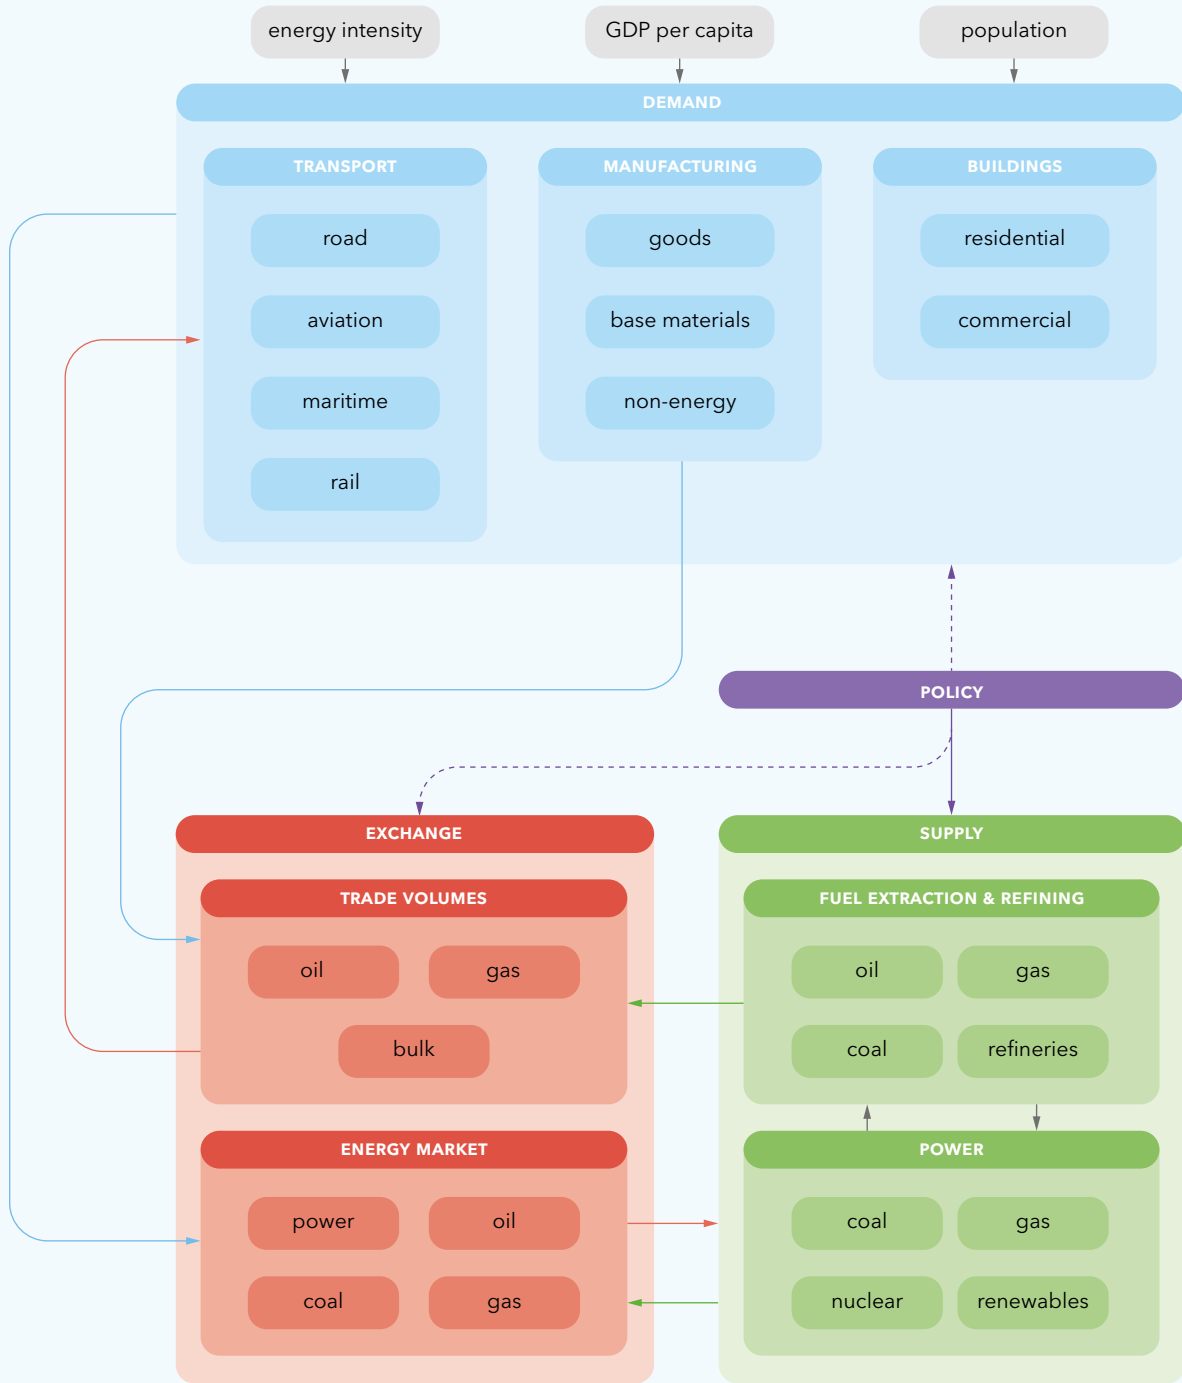 energy intensity
GDP per capita
population
DEMAND
TRANSPORT
MANUFACTURING
BUILDINGS
road
goods
residential
aviation
base materials
commercial
maritime
non-energy
rail
POLICY
EXCHANGE
SUPPLY
TRADE VOLUMES
FUEL EXTRACTION & REFINING
oil
gas
oil
gas
bulk
coal
refineries
ENERGY MARKET
POWER
power
oil
coal
gas
coal
gas
nuclear
renewables